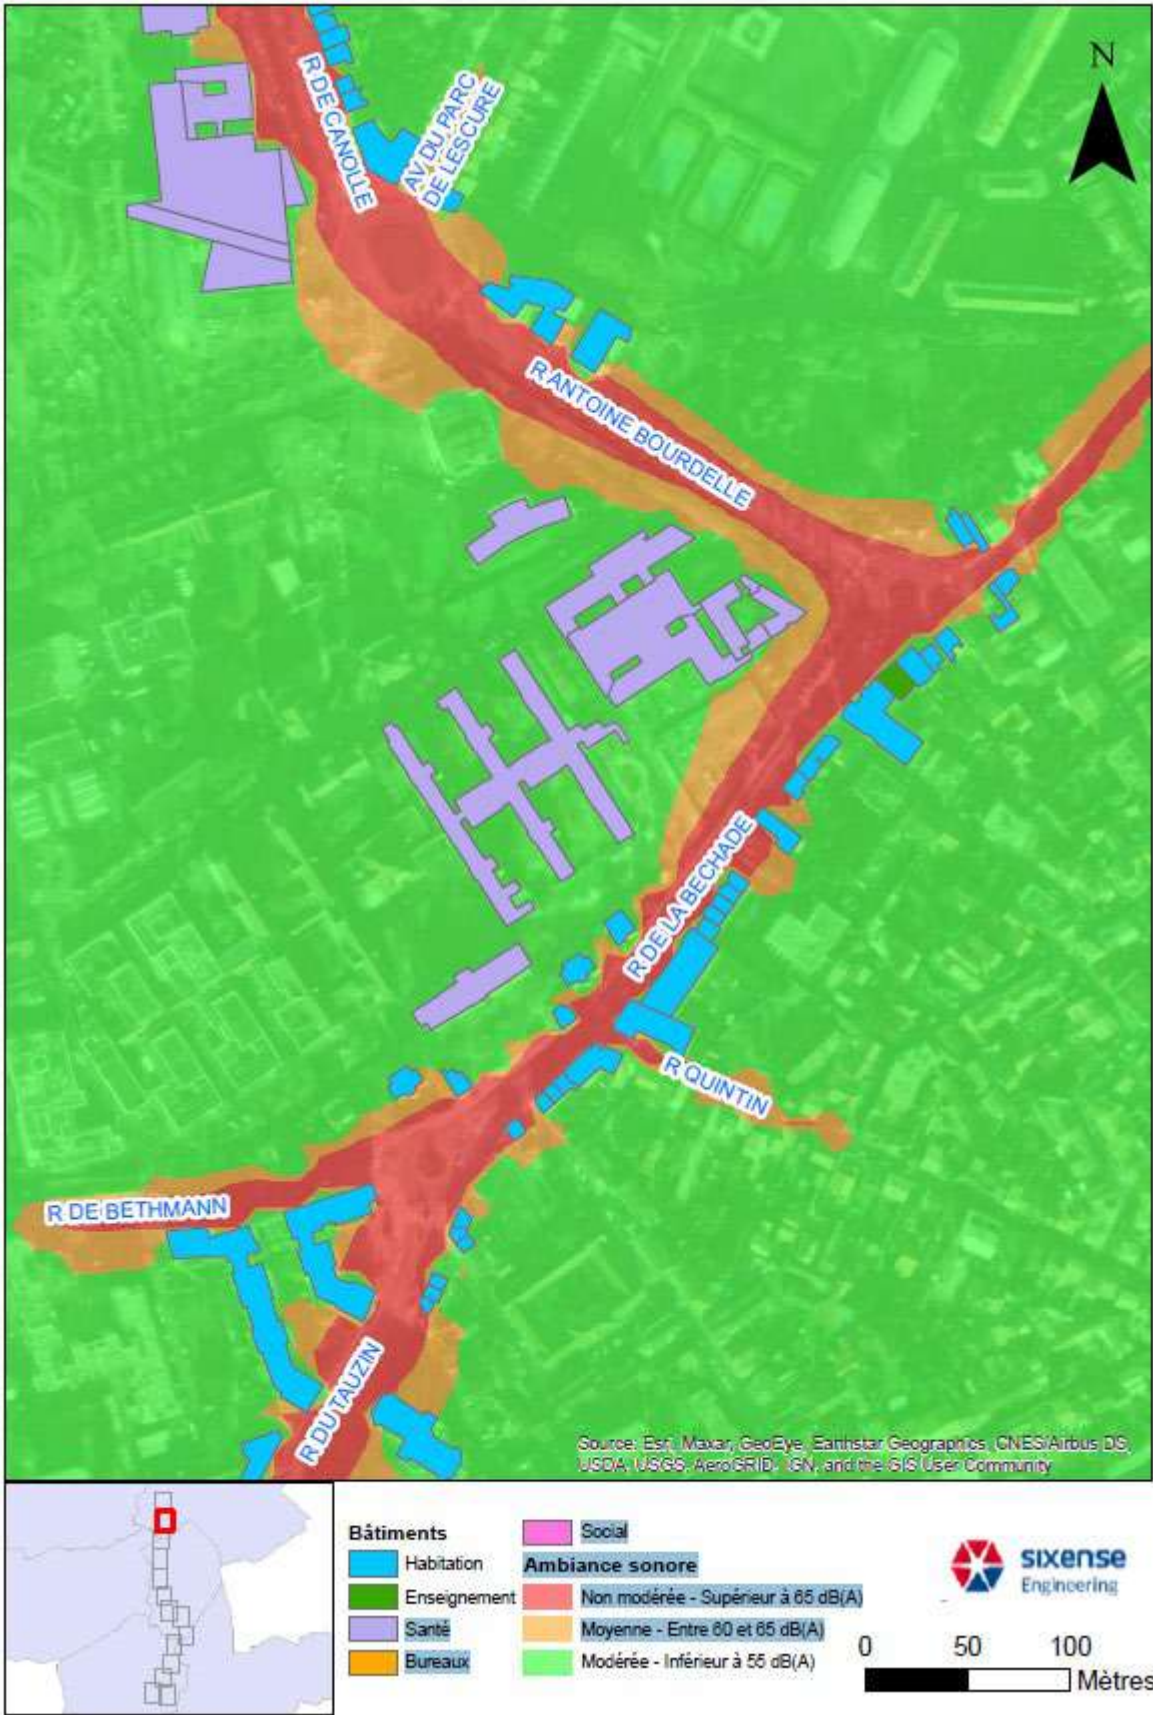 N
R DE CANOLLE
AV DU PARC
DE LESCURE
R ANTOINE BOURDELLE
R DE LA BECHADE
R QUINTIN
R DE BETHMANN
R DU TAUZIN
Source: Esri, Maxar, GeoEye, Earthstar Geographics, CNES/Airbus DS,
USDA, USGS, AeroGRID, IGN, and the GIS User Community
Bâtiments
Habitation
Enseignement
Santé
Bureaux
Social
Ambiance sonore
Non modérée - Supérieur à 65 dB(A)
Moyenne - Entre 60 et 65 dB(A)
Modérée - Inférieur à 55 dB(A)
sixense
Engineering
0 50 100
Mètres